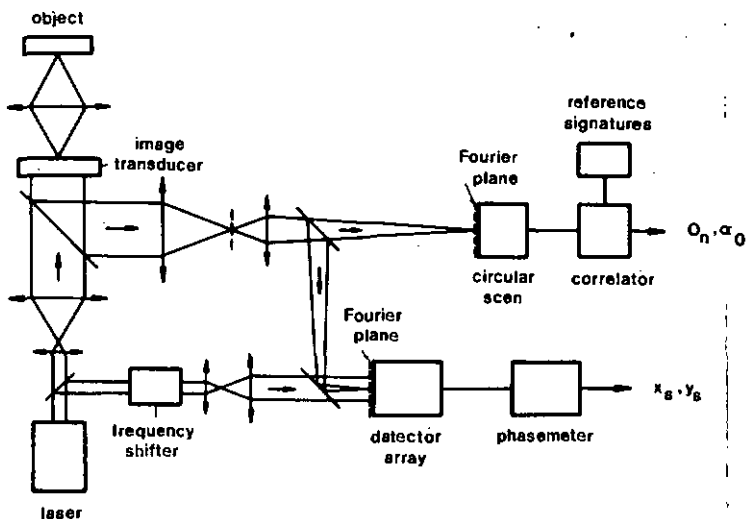 object
image
transducer
reference
signatures
Fourier
plane
circular
scen
correlator
O_n, α_0
Fourier
plane
frequency
shifter
detector
array
phasemeter
x_s, y_s
laser